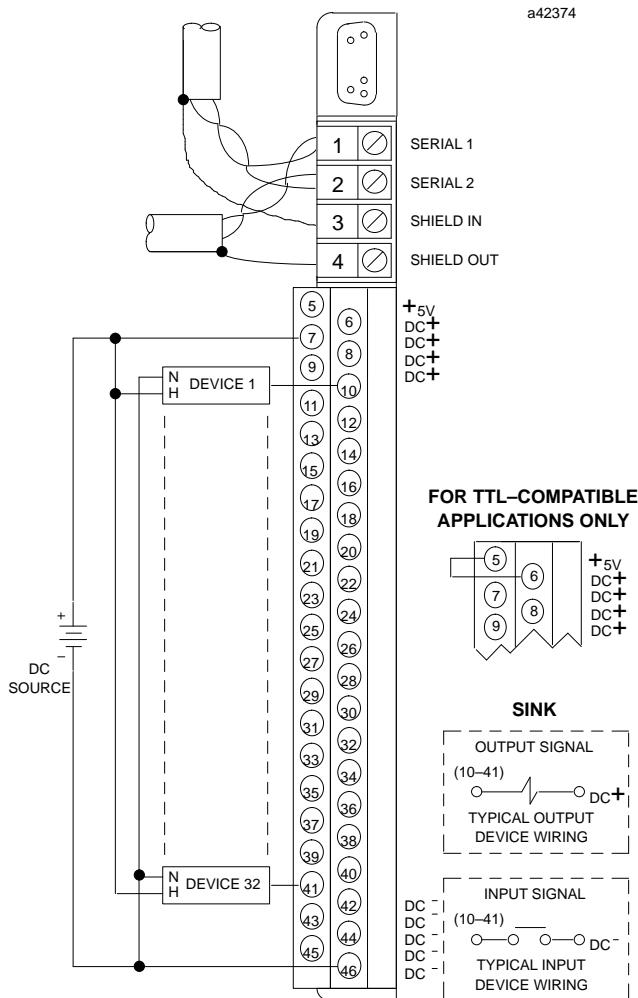 a42374
1 SERIAL 1
2 SERIAL 2
3 SHIELD IN
4 SHIELD OUT
5
6
7
8
9
10
11
12
13
14
15
16
17
18
19
20
21
22
23
24
25
26
27
28
29
30
31
32
33
34
35
36
37
38
39
40
41
42
43
44
45
46
+5V
DC+
DC+
DC+
DC+
N
H
DEVICE 1
+
−
DC
SOURCE
N
H
DEVICE 32
DC −
DC −
DC −
DC −
DC −
FOR TTL–COMPATIBLE
APPLICATIONS ONLY
5
6
7
8
9
+5V
DC+
DC+
DC+
DC+
SINK
OUTPUT SIGNAL
(10–41)
DC+
TYPICAL OUTPUT
DEVICE WIRING
INPUT SIGNAL
(10–41)
DC −
TYPICAL INPUT
DEVICE WIRING